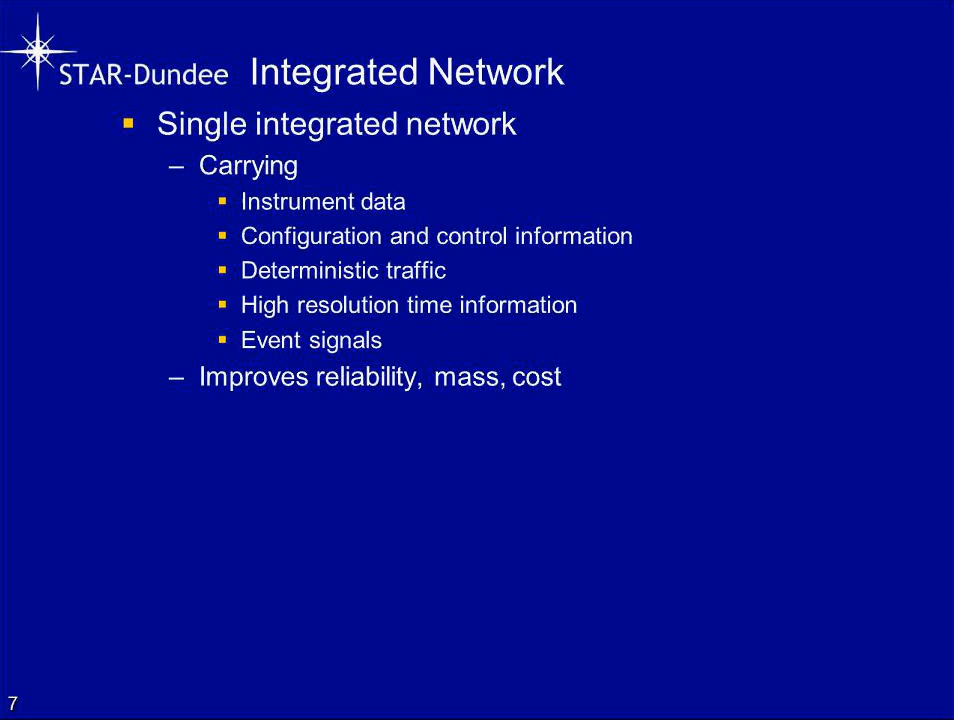 STAR-Dundee Integrated Network
▪ Single integrated network
– Carrying
▪ Instrument data
▪ Configuration and control information
▪ Deterministic traffic
▪ High resolution time information
▪ Event signals
– Improves reliability, mass, cost
7